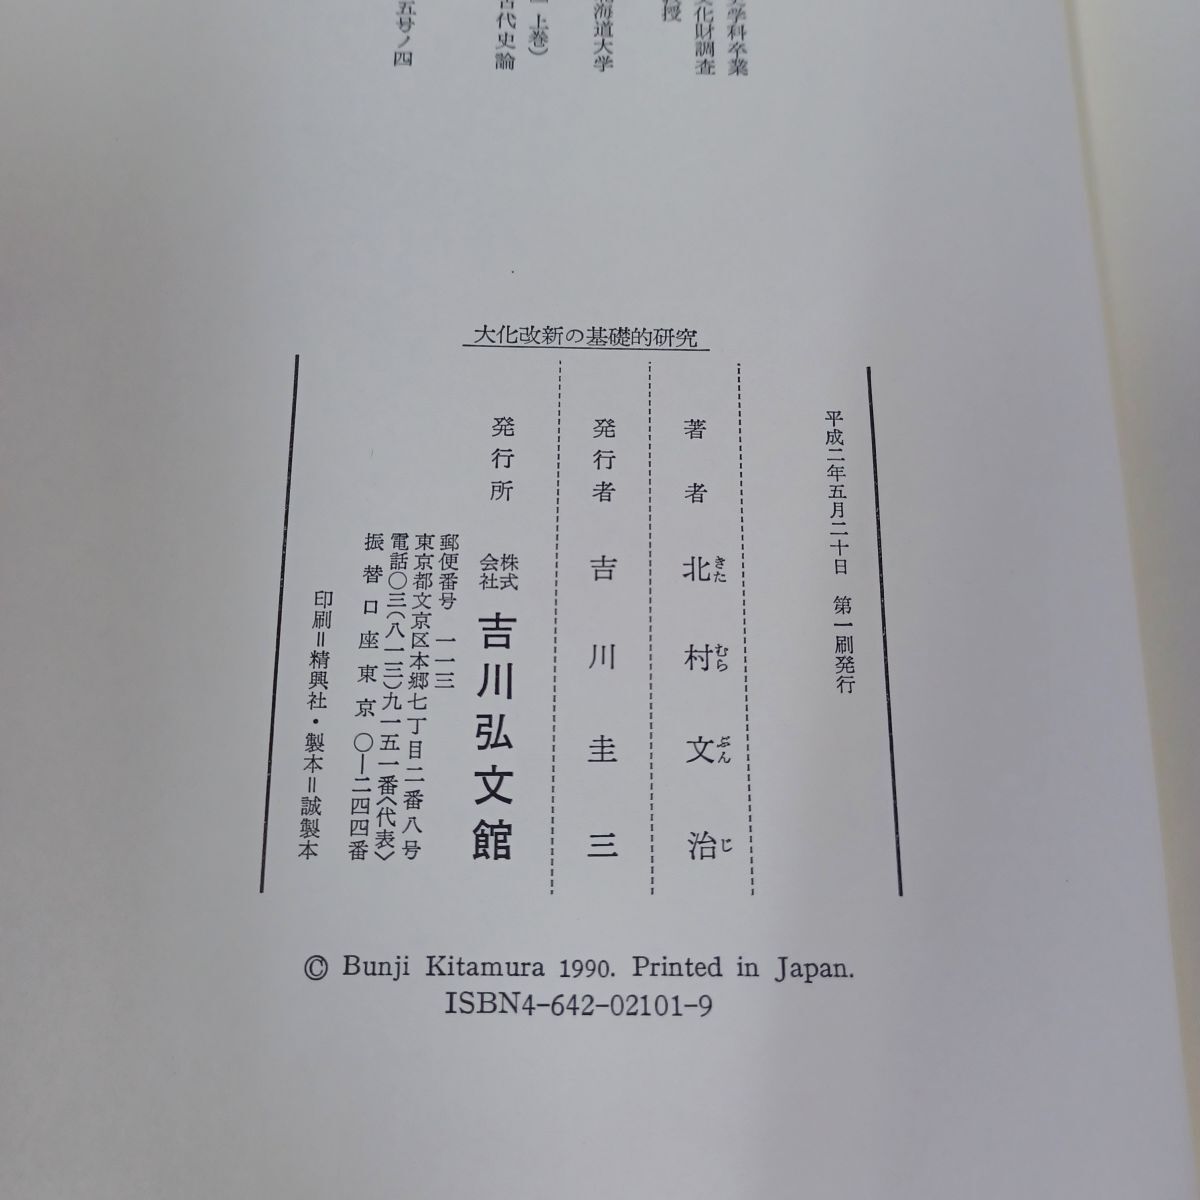 史学科卒業
文化財調査
教授
北海道大学
上巻）
古代史論
五号ノ四
大化改新の基礎的研究
平成二年五月二十日　第一刷発行
著者　北村文治
きたむらぶんじ
発行者　吉川圭三
発行所　株式会社　吉川弘文館
郵便番号　一一三
東京都文京区本郷七丁目二番八号
電話〇三（八一三）九一五一番〈代表〉
振替口座東京〇―二四四番
印刷＝精興社・製本＝誠製本
© Bunji Kitamura 1990. Printed in Japan.
ISBN4-642-02101-9